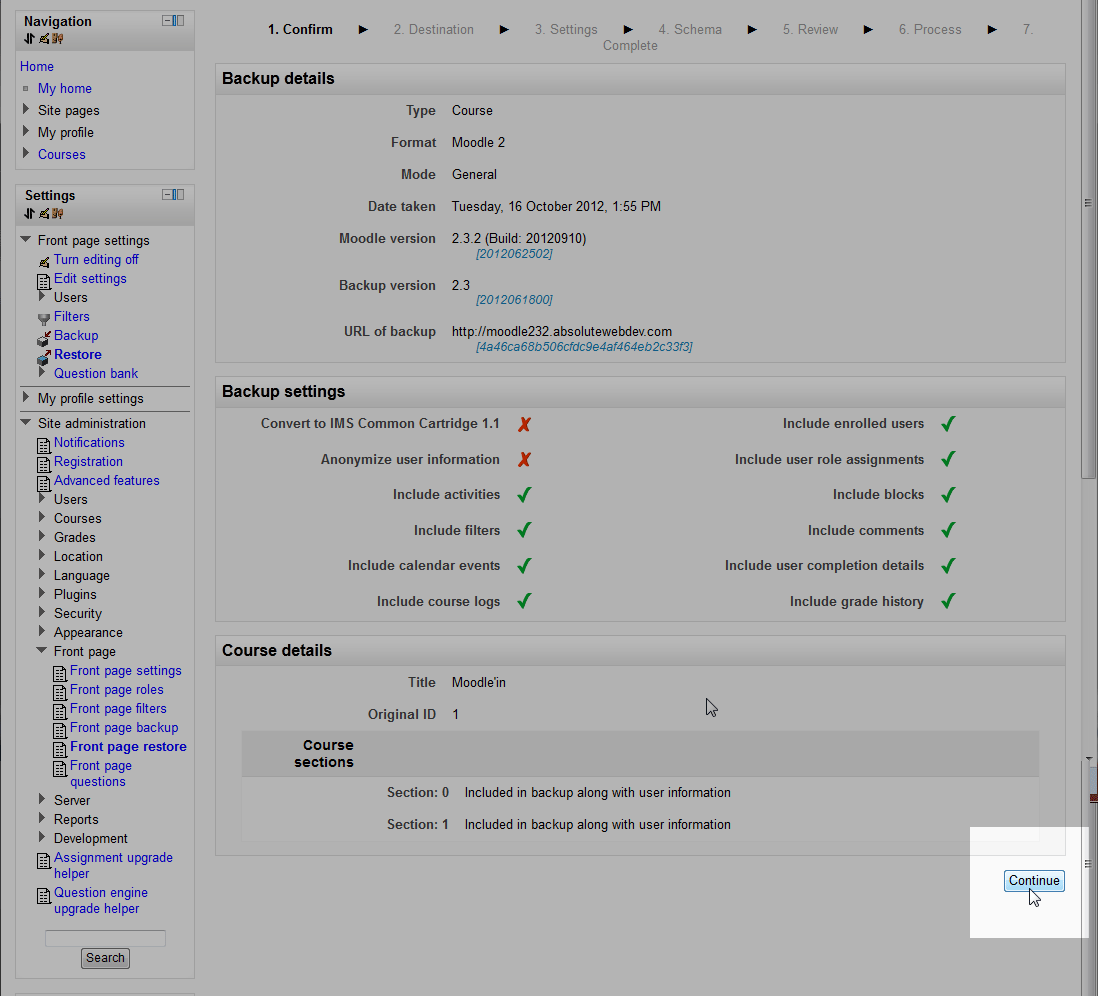 Navigation
Home
My home
Site pages
My profile
Courses
Settings
Front page settings
Turn editing off
Edit settings
Users
Filters
Backup
Restore
Question bank
My profile settings
Site administration
Notifications
Registration
Advanced features
Users
Courses
Grades
Location
Language
Plugins
Security
Appearance
Front page
Front page settings
Front page roles
Front page filters
Front page backup
Front page restore
Front page
questions
Server
Reports
Development
Assignment upgrade
helper
Question engine
upgrade helper
Search
1. Confirm ► 2. Destination ► 3. Settings ► 4. Schema ► 5. Review ► 6. Process ► 7.
Complete
Backup details
Type Course
Format Moodle 2
Mode General
Date taken Tuesday, 16 October 2012, 1:55 PM
Moodle version 2.3.2 (Build: 20120910)
[2012062502]
Backup version 2.3
[2012061800]
URL of backup http://moodle232.absolutewebdev.com
[4a46ca68b506cfdc9e4af464eb2c33f3]
Backup settings
Convert to IMS Common Cartridge 1.1 ✗ Include enrolled users ✓
Anonymize user information ✗ Include user role assignments ✓
Include activities ✓ Include blocks ✓
Include filters ✓ Include comments ✓
Include calendar events ✓ Include user completion details ✓
Include course logs ✓ Include grade history ✓
Course details
Title Moodle'in
Original ID 1
Course
sections
Section: 0 Included in backup along with user information
Section: 1 Included in backup along with user information
Continue